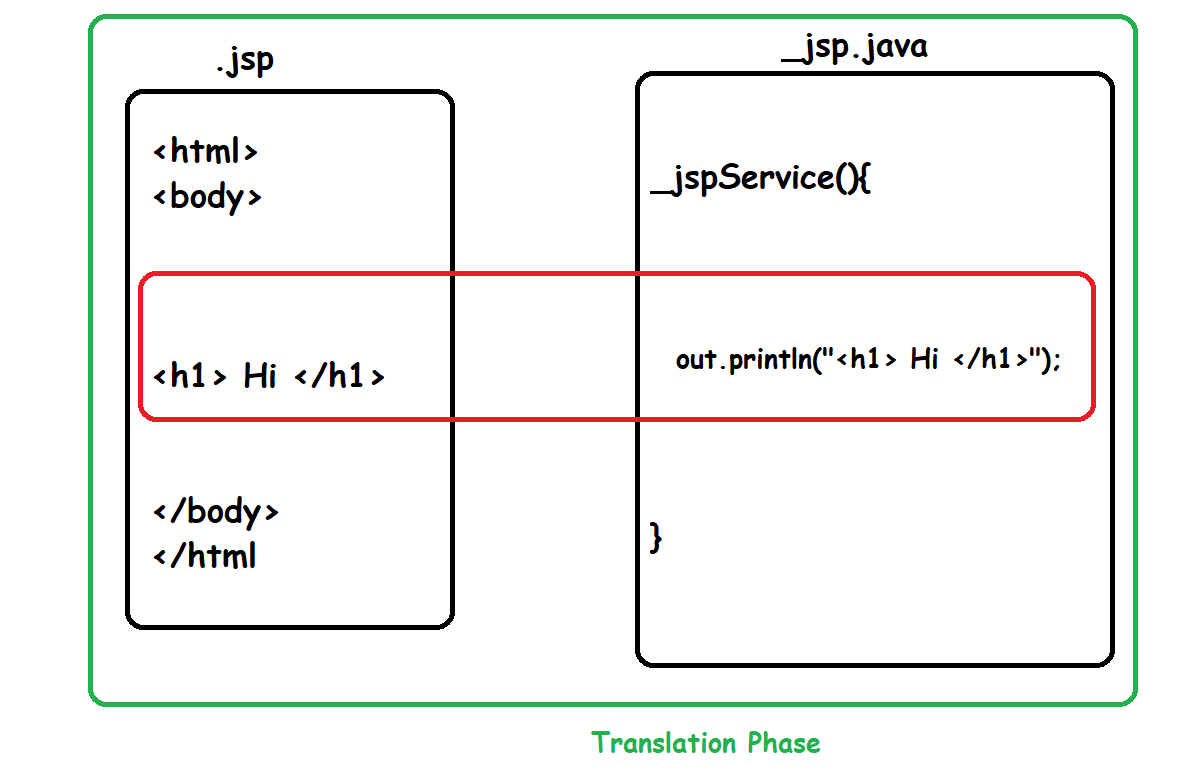 .jsp
<html>
<body>
<h1> Hi </h1>
</body>
</html
_jsp.java
_jspService(){
out.println("<h1> Hi </h1>");
}
Translation Phase